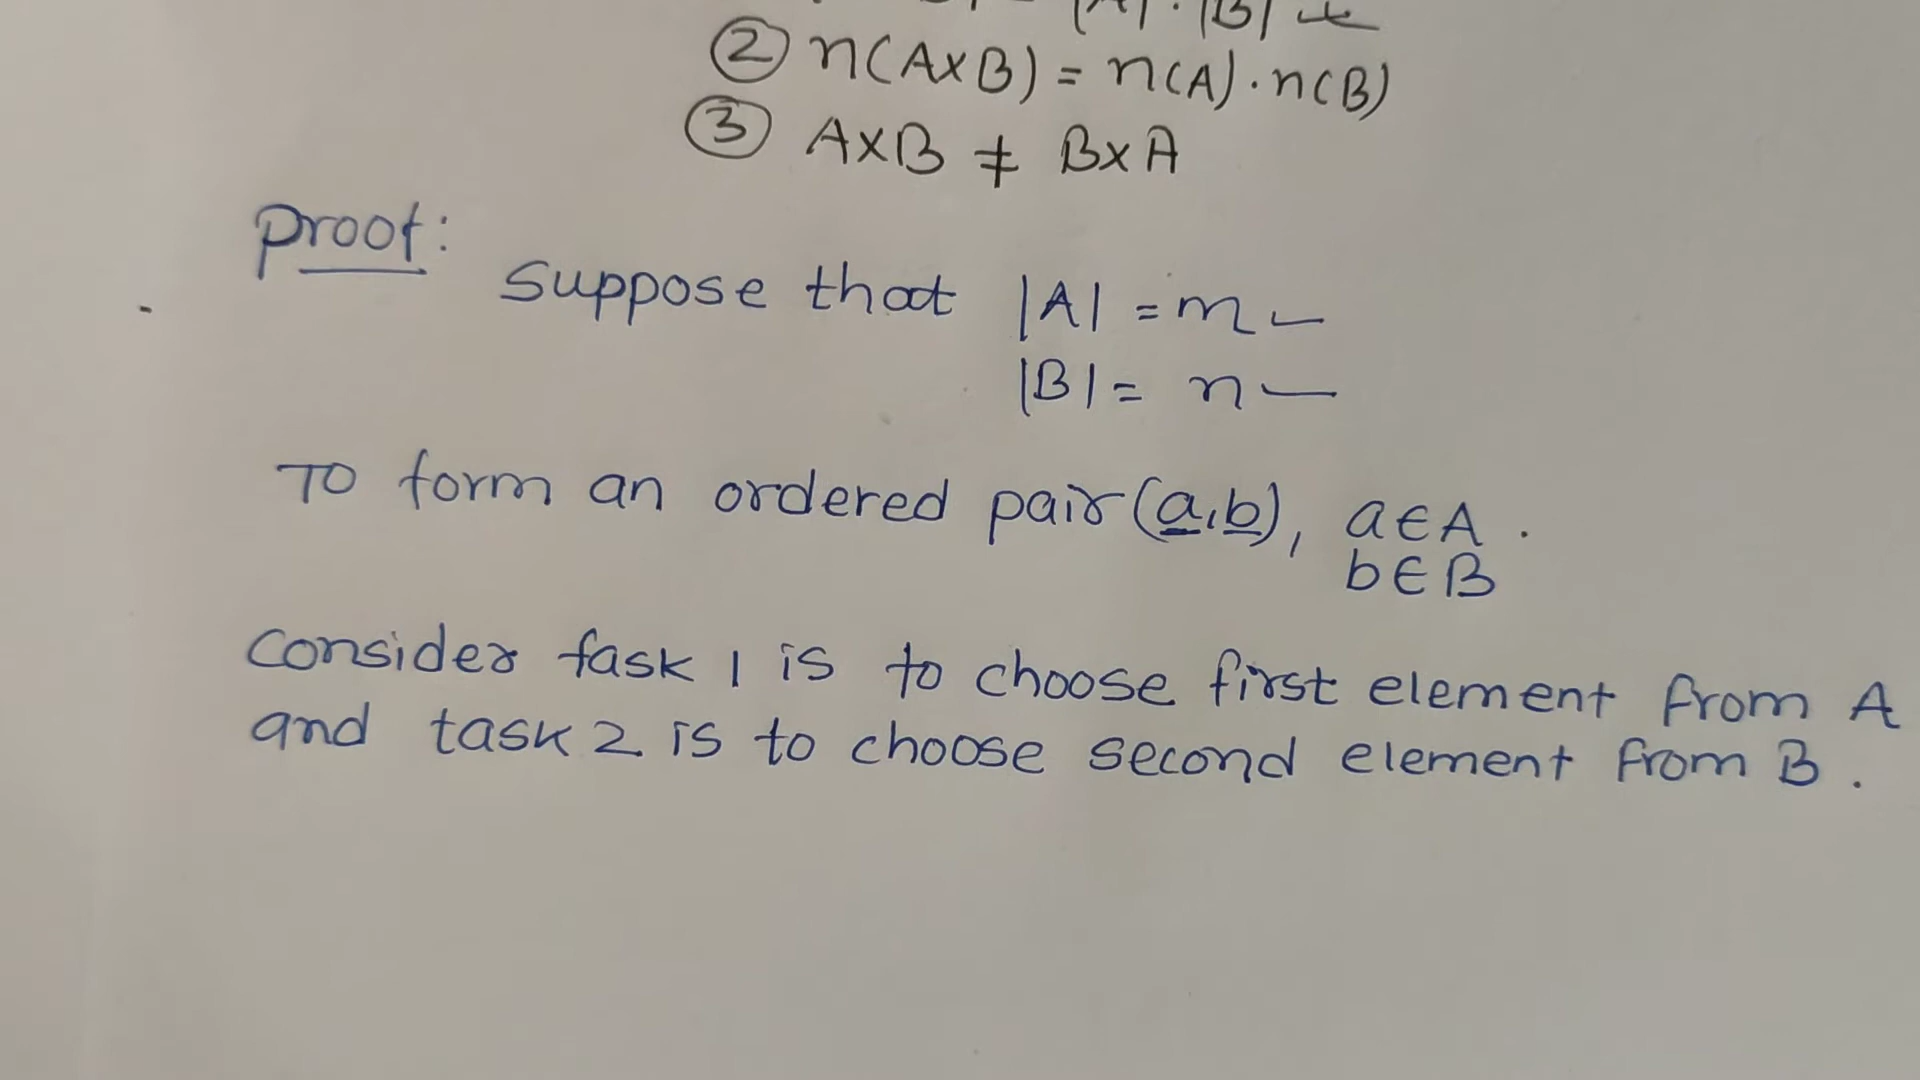 |A| · |B|
② n(A×B) = n(A)·n(B)
③ A×B ≠ B×A
Proof:
Suppose that |A| = m
|B| = n
To form an ordered pair (a,b), a∈A.
b∈B
Consider task 1 is to choose first element from A
and task 2 is to choose second element from B.